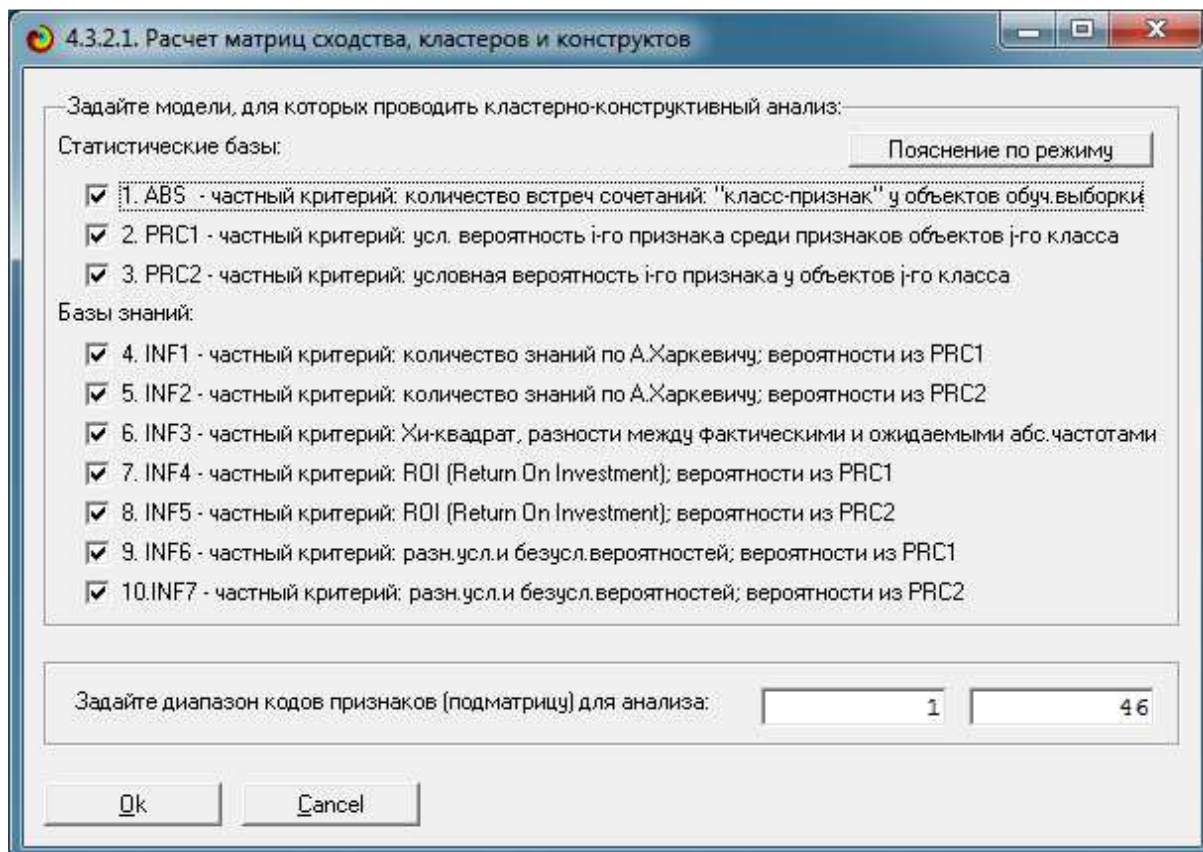 4.3.2.1. Расчет матриц сходства, кластеров и конструктов
Задайте модели, для которых проводить кластерно-конструктивный анализ:
Статистические базы:
Пояснение по режиму
1. ABS - частный критерий: количество встреч сочетаний: "класс-признак" у объектов обуч.выборки
2. PRC1 - частный критерий: усл. вероятность i-го признака среди признаков объектов j-го класса
3. PRC2 - частный критерий: условная вероятность i-го признака у объектов j-го класса
Базы знаний:
4. INF1 - частный критерий: количество знаний по А.Харкевичу; вероятности из PRC1
5. INF2 - частный критерий: количество знаний по А.Харкевичу; вероятности из PRC2
6. INF3 - частный критерий: Хи-квадрат, разности между фактическими и ожидаемыми абс.частотами
7. INF4 - частный критерий: ROI (Return On Investment); вероятности из PRC1
8. INF5 - частный критерий: ROI (Return On Investment); вероятности из PRC2
9. INF6 - частный критерий: разн.усл.и безусл.вероятностей; вероятности из PRC1
10.INF7 - частный критерий: разн.усл.и безусл.вероятностей; вероятности из PRC2
Задайте диапазон кодов признаков (подматрицу) для анализа: 1 46
Ok Cancel